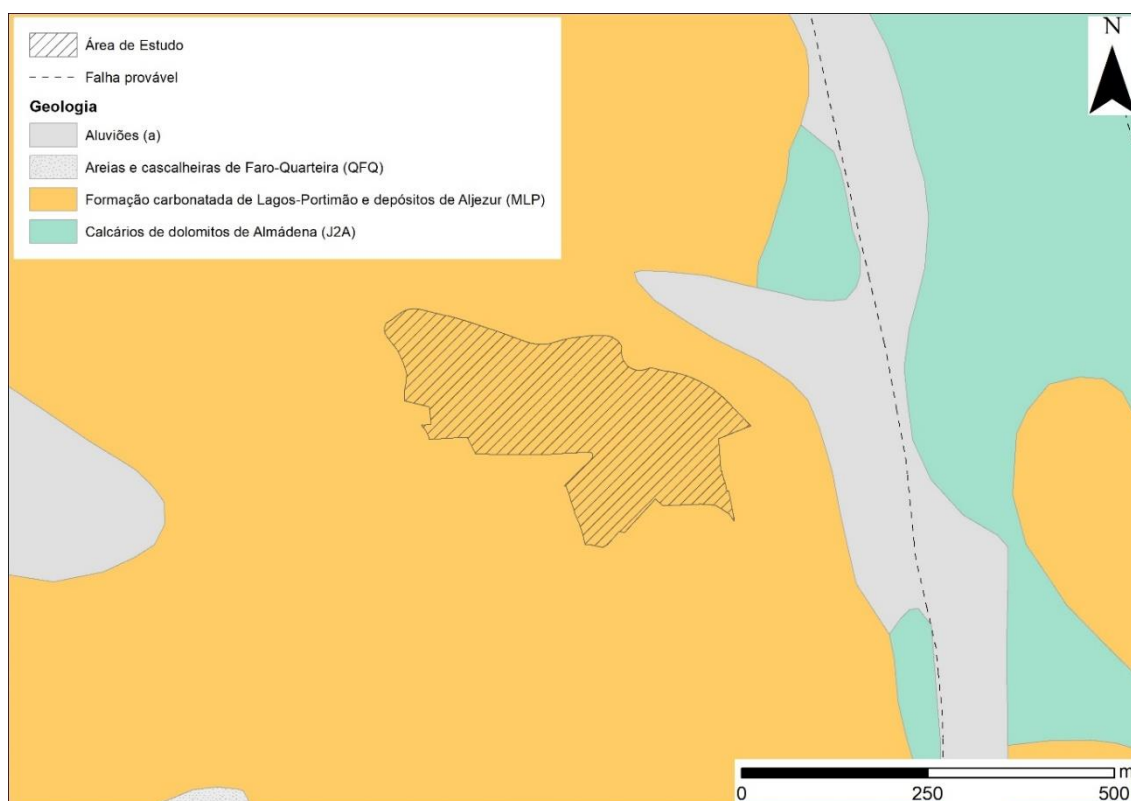 Área de Estudo
Falha provável
Geologia
Aluviões (a)
Areias e cascalheiras de Faro-Quarteira (QFQ)
Formação carbonatada de Lagos-Portimão e depósitos de Aljezur (MLP)
Calcários de dolomitos de Almádena (J2A)
N
m
0 250 500